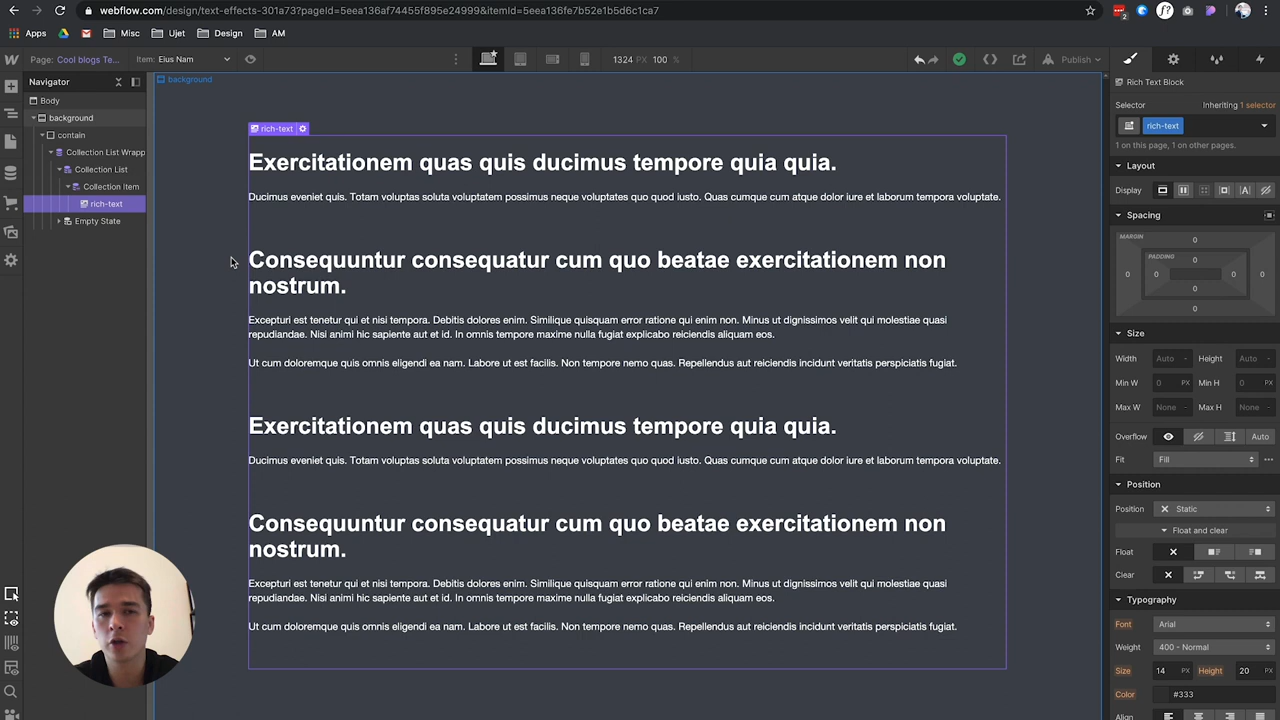 webflow.com/design/text-effects-301a73?pageId=5eea136af74455f895e24999&itemId=5eea136fe7b52e1b5d6c1ca7
Apps Misc Ujet Design AM
Page: Cool blogs Te... Item: Eius Nam 1324 PX 100 % Publish
Navigator
Body
background
contain
Collection List Wrapp
Collection List
Collection Item
rich-text
Empty State
background
rich-text
Exercitationem quas quis ducimus tempore quia quia.
Ducimus eveniet quis. Totam voluptas soluta voluptatem possimus neque voluptates quo quod iusto. Quas cumque cum atque dolor iure et laborum tempora voluptate.
Consequuntur consequatur cum quo beatae exercitationem non
nostrum.
Excepturi est tenetur qui et nisi tempora. Debitis dolores enim. Similique quisquam error ratione qui enim non. Minus ut dignissimos velit qui molestiae quasi
repudiandae. Nisi animi hic sapiente aut et id. In omnis tempore maxime nulla fugiat explicabo reiciendis aliquam eos.
Ut cum doloremque quis omnis eligendi ea nam. Labore ut est facilis. Non tempore nemo quas. Repellendus aut reiciendis incidunt veritatis perspiciatis fugiat.
Exercitationem quas quis ducimus tempore quia quia.
Ducimus eveniet quis. Totam voluptas soluta voluptatem possimus neque voluptates quo quod iusto. Quas cumque cum atque dolor iure et laborum tempora voluptate.
Consequuntur consequatur cum quo beatae exercitationem non
nostrum.
Excepturi est tenetur qui et nisi tempora. Debitis dolores enim. Similique quisquam error ratione qui enim non. Minus ut dignissimos velit qui molestiae quasi
repudiandae. Nisi animi hic sapiente aut et id. In omnis tempore maxime nulla fugiat explicabo reiciendis aliquam eos.
Ut cum doloremque quis omnis eligendi ea nam. Labore ut est facilis. Non tempore nemo quas. Repellendus aut reiciendis incidunt veritatis perspiciatis fugiat.
Rich Text Block
Selector Inheriting 1 selector
rich-text
1 on this page, 1 on other pages.
Layout
Display
Spacing
MARGIN 0
PADDING 0
0 0 0 0
0
0
Size
Width Auto - Height Auto -
Min W 0 PX Min H 0 PX
Max W None - Max H None -
Overflow Auto
Fit Fill
Position
Position Static
Float and clear
Float
Clear
Typography
Font Arial
Weight 400 - Normal
Size 14 PX Height 20 PX
Color #333
Align